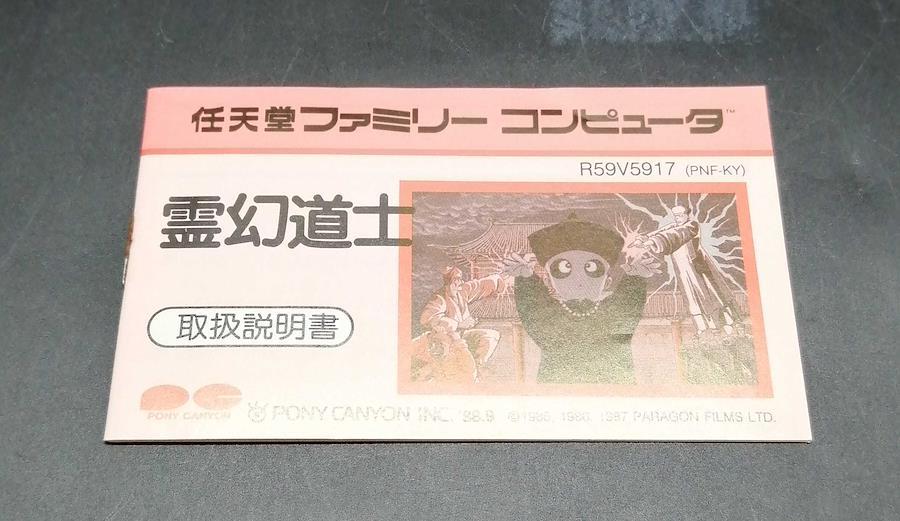 任天堂ファミリー コンピュータ™
R59V5917 (PNF-KY)
霊幻道士
取扱説明書
PONY CANYON
PONY CANYON INC. '88.9 ©1985, 1986, 1987 PARAGON FILMS LTD.